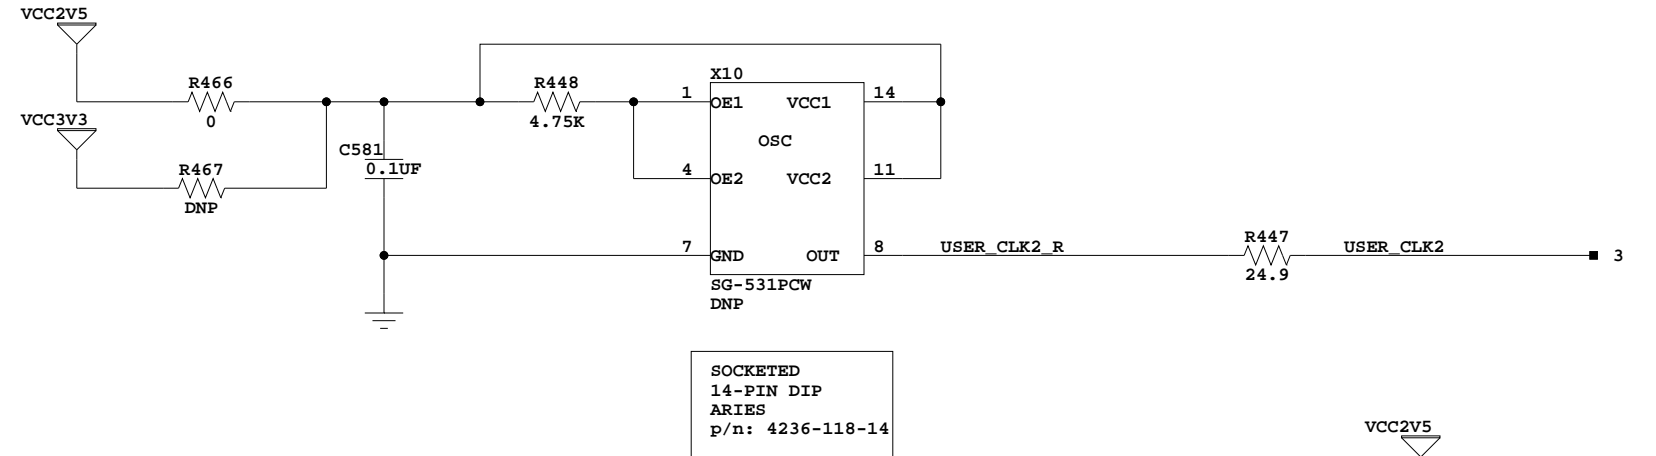 VCC2V5
R466
0
VCC3V3
R467
DNP
C581
0.1UF
R448
4.75K
X10
1 OE1 VCC1 14
OSC
4 OE2 VCC2 11
7 GND OUT 8
USER_CLK2_R
R447
24.9
USER_CLK2
3
SG-531PCW
DNP
SOCKETED
14-PIN DIP
ARIES
p/n: 4236-118-14
VCC2V5